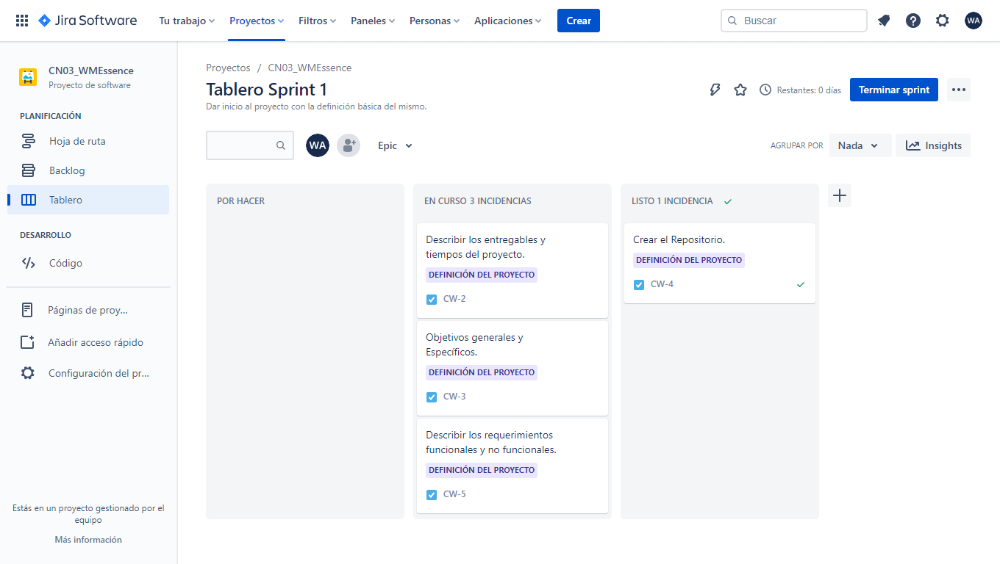 Jira Software
Tu trabajo
Proyectos
Filtros
Paneles
Personas
Aplicaciones
Crear
Buscar
WA
CN03_WMEssence
Proyecto de software
PLANIFICACIÓN
Hoja de ruta
Backlog
Tablero
DESARROLLO
Código
Páginas de proy...
Añadir acceso rápido
Configuración del pr...
Estás en un proyecto gestionado por el
equipo
Más información
Proyectos / CN03_WMEssence
Tablero Sprint 1
Dar inicio al proyecto con la definición básica del mismo.
Restantes: 0 días
Terminar sprint
WA
Epic
AGRUPAR POR
Nada
Insights
POR HACER
EN CURSO 3 INCIDENCIAS
Describir los entregables y
tiempos del proyecto.
DEFINICIÓN DEL PROYECTO
CW-2
Objetivos generales y
Específicos.
DEFINICIÓN DEL PROYECTO
CW-3
Describir los requerimientos
funcionales y no funcionales.
DEFINICIÓN DEL PROYECTO
CW-5
LISTO 1 INCIDENCIA
Crear el Repositorio.
DEFINICIÓN DEL PROYECTO
CW-4